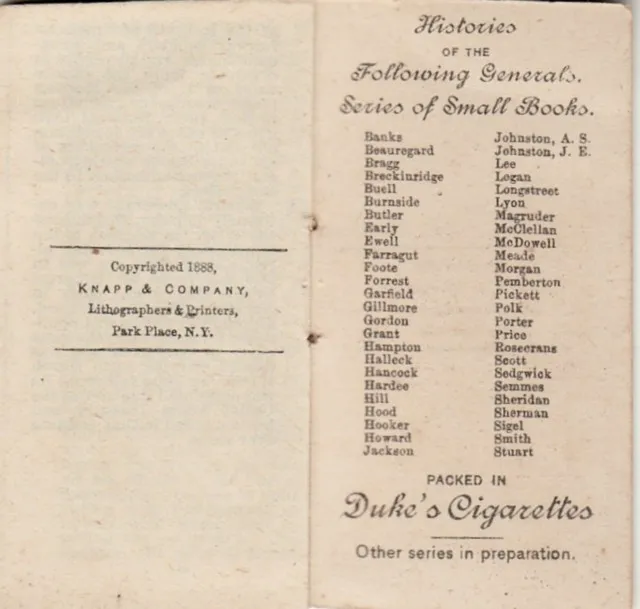 Copyrighted 1888,
KNAPP & COMPANY,
Lithographers & Printers,
Park Place, N.Y.
Histories
OF THE
Following Generals.
Series of Small Books.
Banks
Beauregard
Bragg
Breckinridge
Buell
Burnside
Butler
Early
Ewell
Farragut
Foote
Forrest
Garfield
Gillmore
Gordon
Grant
Hampton
Halleck
Hancock
Hardee
Hill
Hood
Hooker
Howard
Jackson
Johnston, A. S.
Johnston, J. E.
Lee
Logan
Longstreet
Lyon
Magruder
McClellan
McDowell
Meade
Morgan
Pemberton
Pickett
Polk
Porter
Price
Rosecrans
Scott
Sedgwick
Semmes
Sheridan
Sherman
Sigel
Smith
Stuart
PACKED IN
Duke's Cigarettes
Other series in preparation.